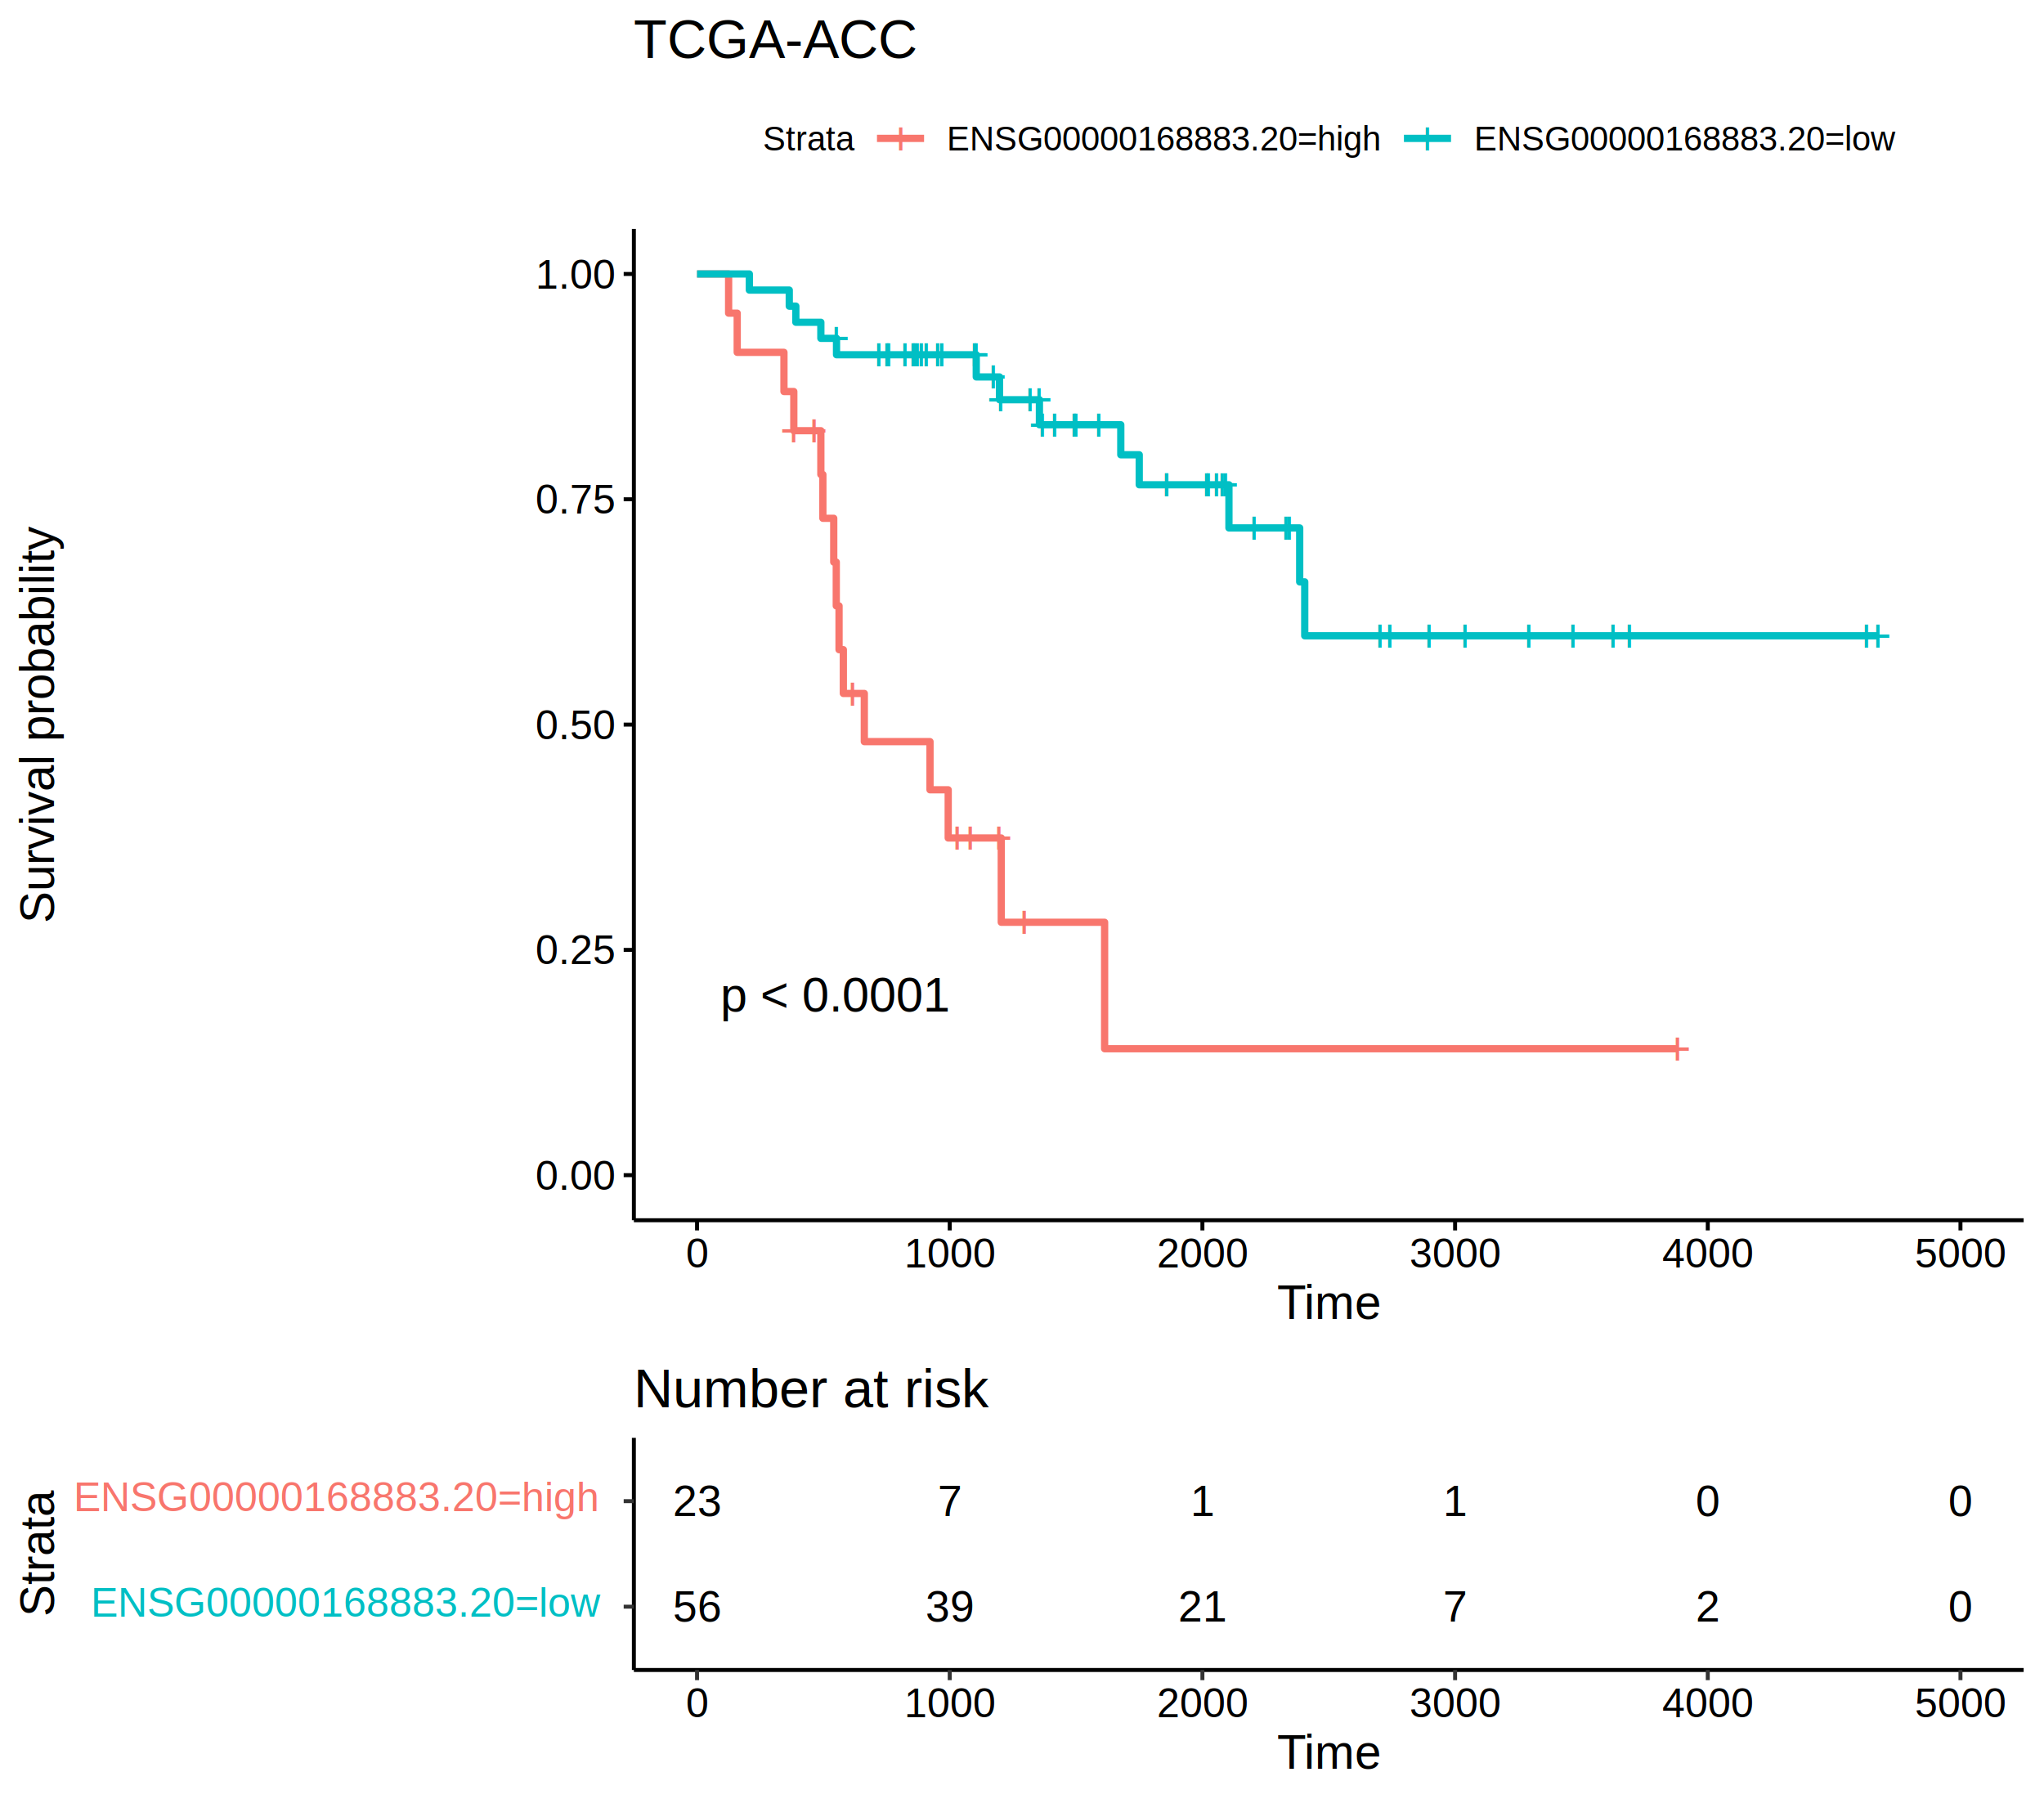 TCGA-ACC
Strata ENSG00000168883.20=high ENSG00000168883.20=low
Survival probability
1.00
0.75
0.50
0.25
0.00
p < 0.0001
0 1000 2000 3000 4000 5000
Time
Number at risk
Strata
ENSG00000168883.20=high 23 7 1 1 0 0
ENSG00000168883.20=low 56 39 21 7 2 0
0 1000 2000 3000 4000 5000
Time